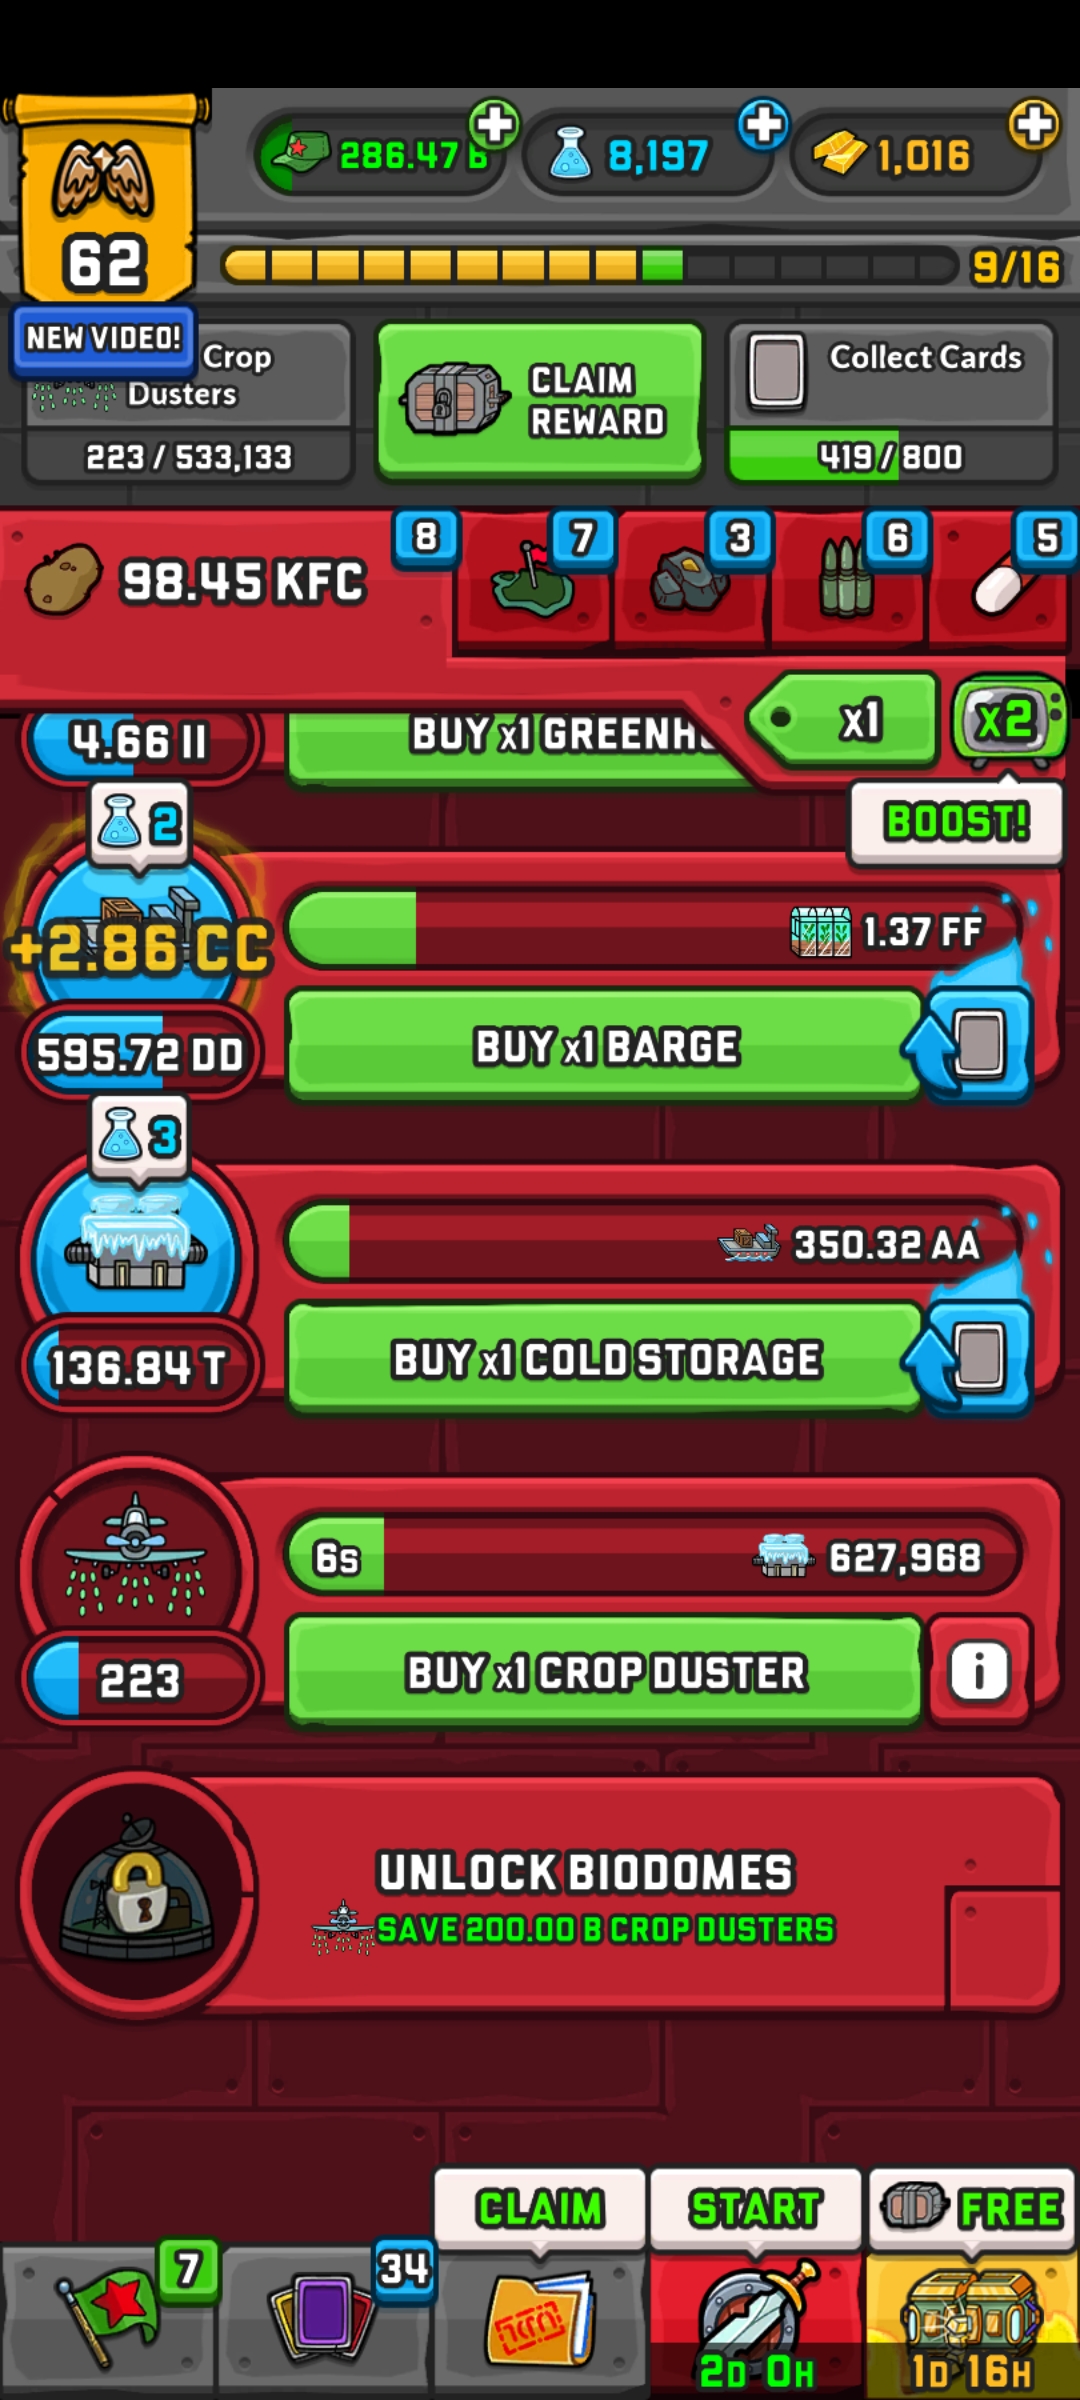 286.47 B
8,197
1,016
62
9/16
NEW VIDEO!
Crop
Dusters
223 / 533,133
CLAIM
REWARD
Collect Cards
419 / 800
98.45 KFC
8
7
3
6
5
x1
x2
BOOST!
4.66 II
BUY x1 GREENH
2
+2.86 CC
1.37 FF
595.72 DD
BUY x1 BARGE
3
350.32 AA
136.84 T
BUY x1 COLD STORAGE
6s
627,968
223
BUY x1 CROP DUSTER
i
UNLOCK BIODOMES
SAVE 200.00 B CROP DUSTERS
CLAIM
START
FREE
7
34
2D 0H
1D 16H